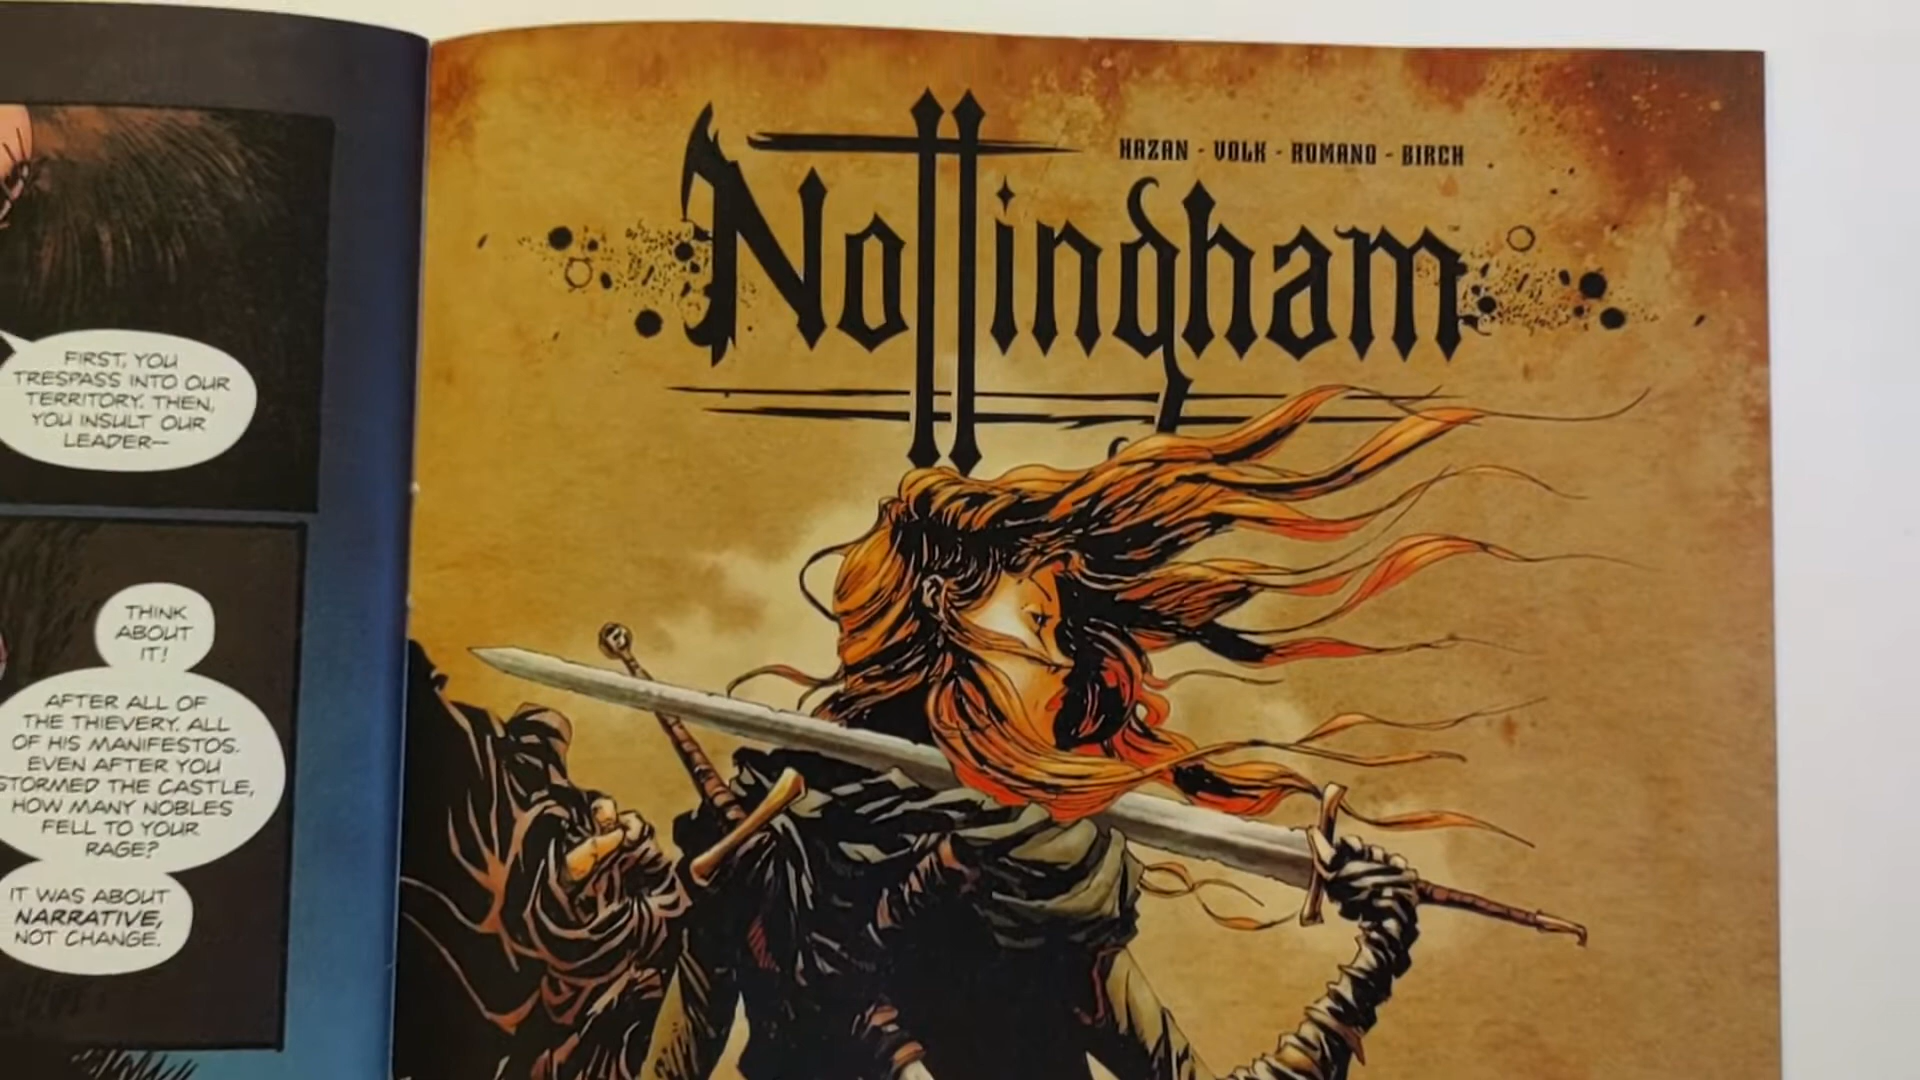 FIRST, YOU
TRESPASS INTO OUR
TERRITORY. THEN,
YOU INSULT OUR
LEADER--
THINK
ABOUT
IT!
AFTER ALL OF
THE THIEVERY. ALL
OF HIS MANIFESTOS.
EVEN AFTER YOU
STORMED THE CASTLE,
HOW MANY NOBLES
FELL TO YOUR
RAGE?
IT WAS ABOUT
NARRATIVE,
NOT CHANGE.
HAZAN - VOLK - ROMANO - BIRCH
Nottingham